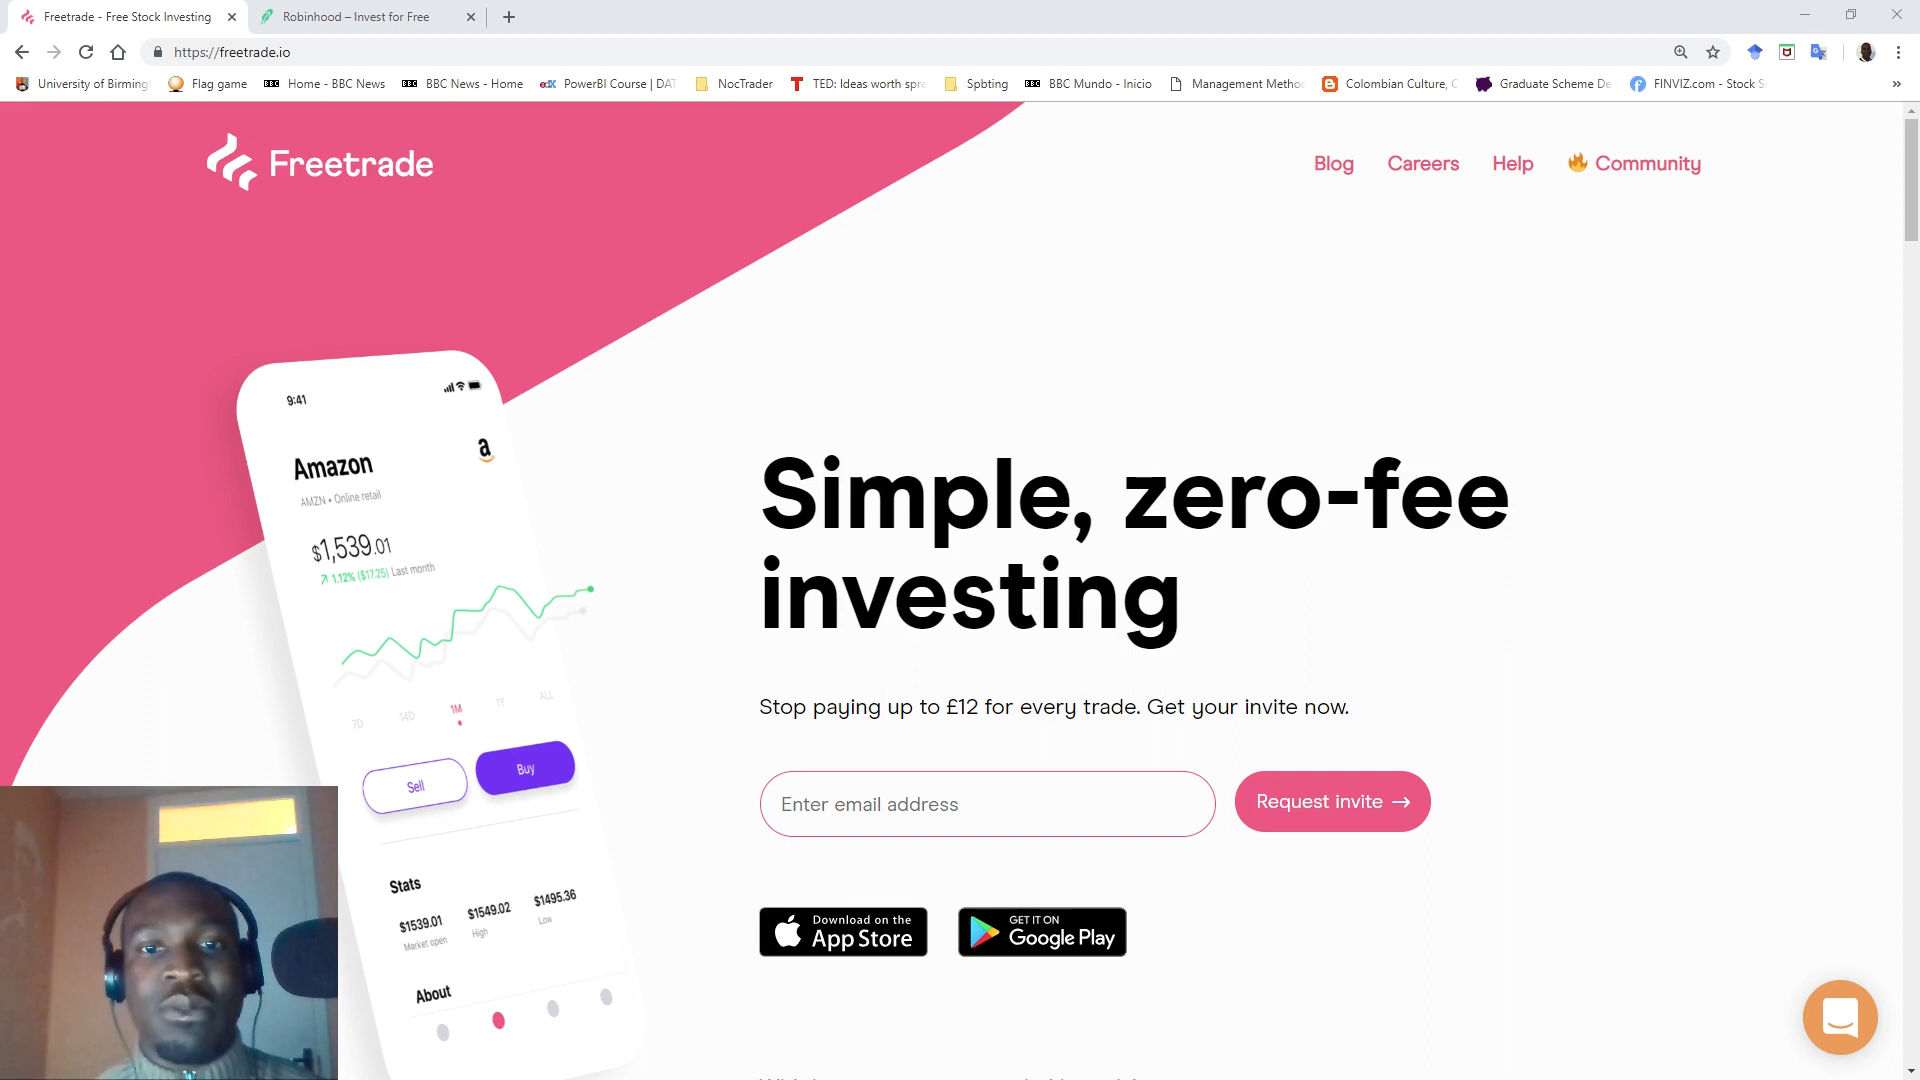 Freetrade - Free Stock Investing
Robinhood – Invest for Free
https://freetrade.io
University of Birming
Flag game
BBC Home - BBC News
BBC BBC News - Home
edX PowerBI Course | DAT
NocTrader
T TED: Ideas worth spre
Spbting
BBC BBC Mundo - Inicio
Management Method
Colombian Culture, C
Graduate Scheme De
FINVIZ.com - Stock S
»
Freetrade
Blog
Careers
Help
Community
9:41
Amazon
a
AMZN • Online retail
$1,539.01
1.12% ($17.25) Last month
7D 14D 1M 1Y ALL
Sell
Buy
Stats
$1539.01 $1549.02 $1495.36
Market open High Low
About
Simple, zero-fee
investing
Stop paying up to £12 for every trade. Get your invite now.
Enter email address
Request invite →
Download on the
App Store
GET IT ON
Google Play